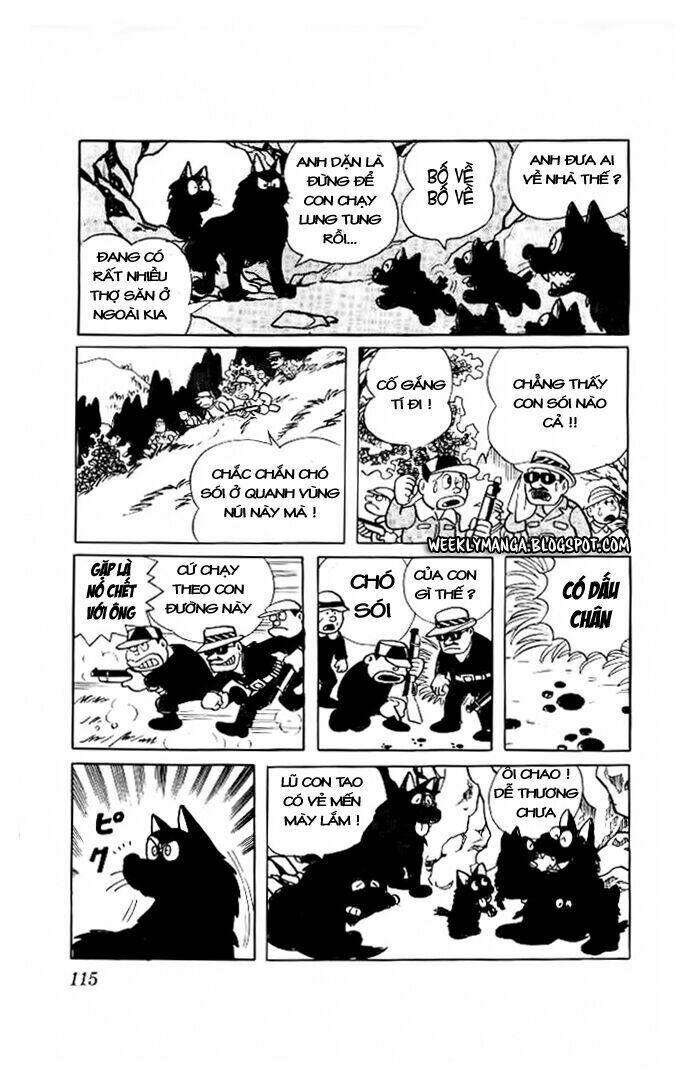 ANH ĐƯA AI
VỀ NHÀ THẾ ?
BỐ VỀ
BỐ VỀ
ANH DẶN LÀ
ĐỪNG ĐỂ
CON CHẠY
LUNG TUNG
RỒI...
ĐANG CÓ
RẤT NHIỀU
THỢ SĂN Ở
NGOÀI KIA
CHẲNG THẤY
CON SÓI NÀO
CẢ !!
CỐ GẮNG
TÍ ĐI !
CHẮC CHẮN CHÓ
SÓI Ở QUANH VÙNG
NÚI NÀY MÀ !
WEEKLYMANGA.BLOGSPOT.COM
CÓ DẤU
CHÂN
CỦA CON
GÌ THẾ ?
CHÓ
SÓI
CỨ CHẠY
THEO CON
ĐƯỜNG NÀY
GẶP LÀ
NÓ CHẾT
VỚI ÔNG
ÔI CHAO !
DỄ THƯƠNG
CHƯA
LŨ CON TAO
CÓ VẺ MẾN
MÀY LẮM !
ピク
115